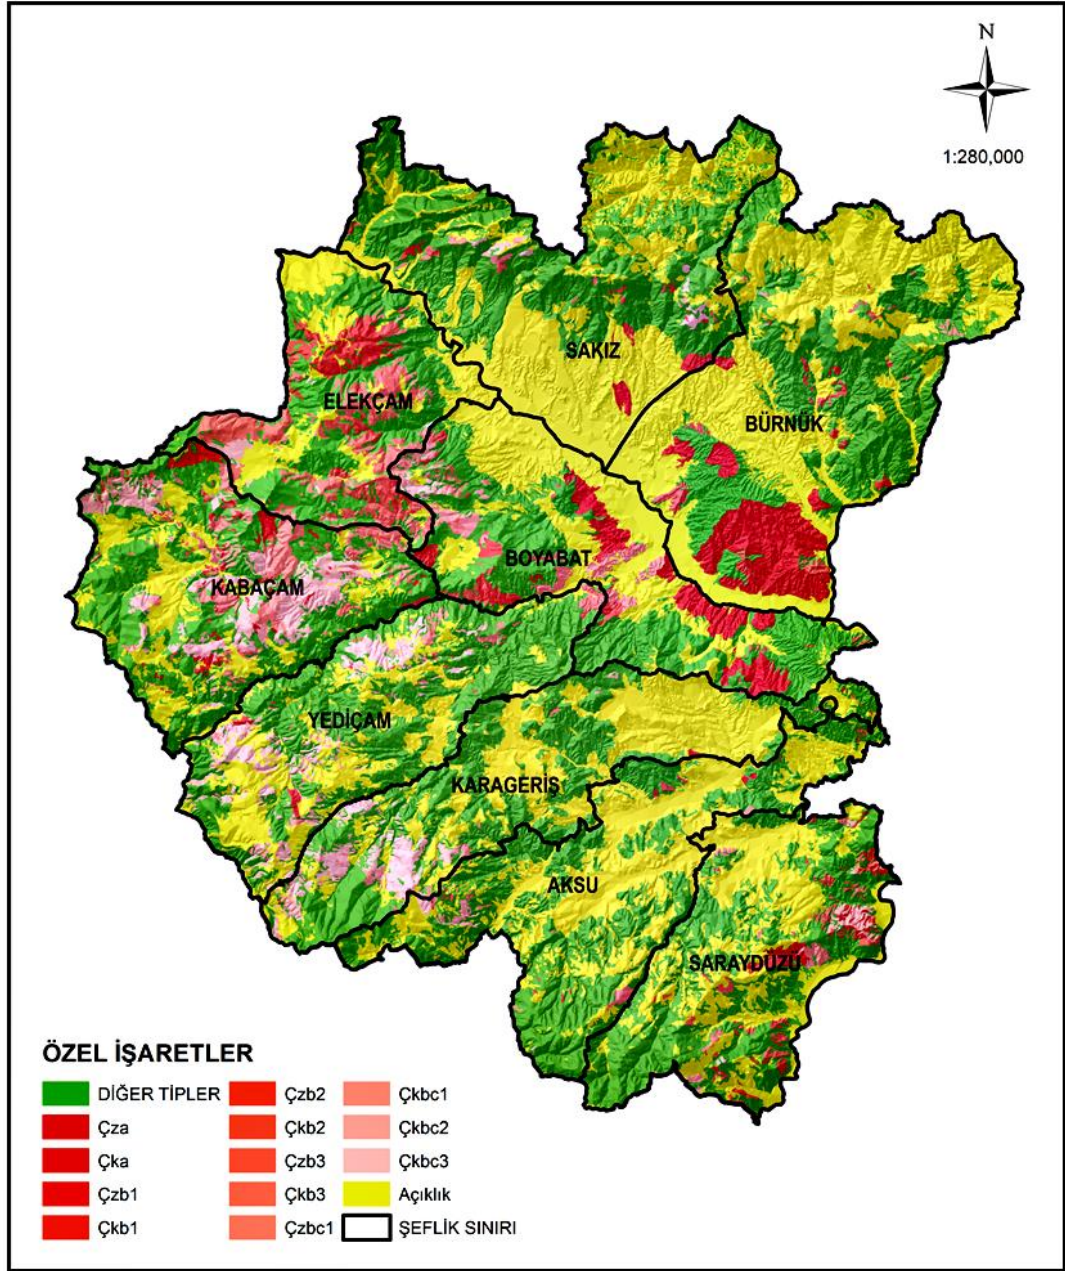 N
1:280,000
SAKIZ
ELEKÇAM
BÜRNÜK
BOYABAT
KABAÇAM
YEDİÇAM
KARAGERİŞ
AKSU
SARAYDÜZÜ
ÖZEL İŞARETLER
DİĞER TİPLER
Çza
Çka
Çzb1
Çkb1
Çzb2
Çkb2
Çzb3
Çkb3
Çzbc1
Çkbc1
Çkbc2
Çkbc3
Açıklık
ŞEFLİK SINIRI